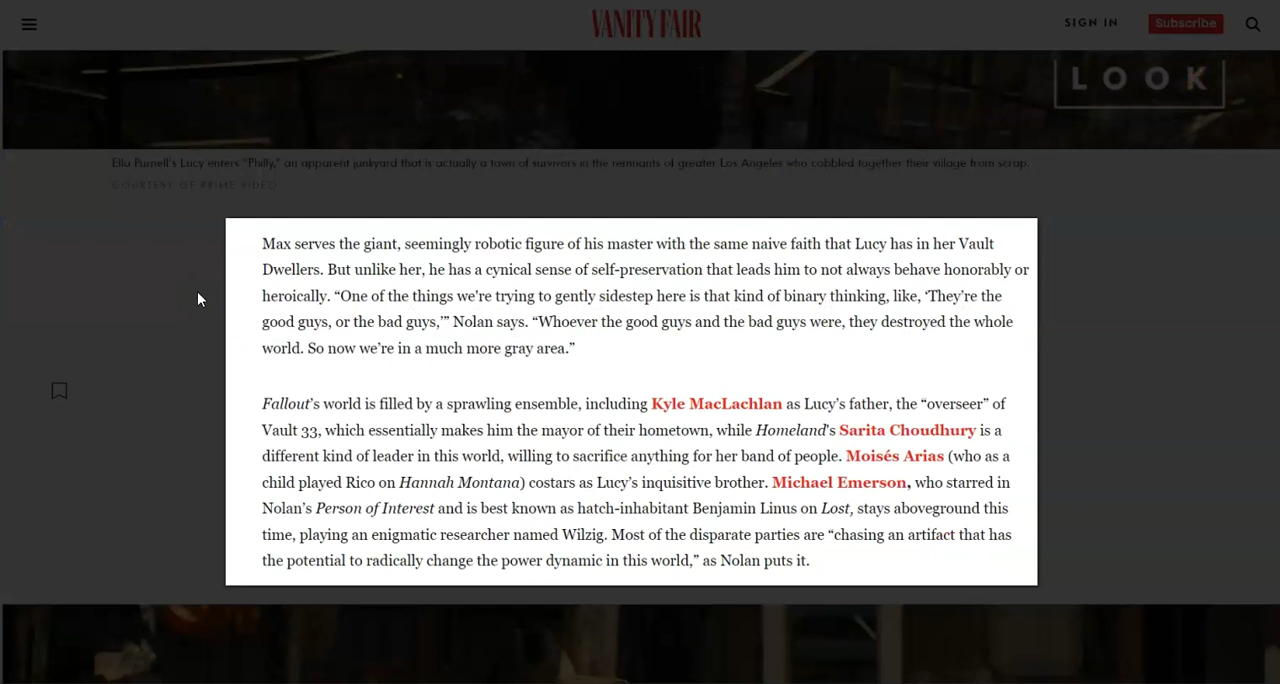 VANITY FAIR
SIGN IN
Subscribe
LOOK
Ella Purnell's Lucy enters "Philly," an apparent junkyard that is actually a town of survivors in the remnants of greater Los Angeles who cobbled together their village from scrap.
COURTESY OF PRIME VIDEO
Max serves the giant, seemingly robotic figure of his master with the same naive faith that Lucy has in her Vault
Dwellers. But unlike her, he has a cynical sense of self-preservation that leads him to not always behave honorably or
heroically. “One of the things we're trying to gently sidestep here is that kind of binary thinking, like, ‘They’re the
good guys, or the bad guys,’” Nolan says. “Whoever the good guys and the bad guys were, they destroyed the whole
world. So now we’re in a much more gray area.”
Fallout’s world is filled by a sprawling ensemble, including Kyle MacLachlan as Lucy’s father, the “overseer” of
Vault 33, which essentially makes him the mayor of their hometown, while Homeland’s Sarita Choudhury is a
different kind of leader in this world, willing to sacrifice anything for her band of people. Moisés Arias (who as a
child played Rico on Hannah Montana) costars as Lucy’s inquisitive brother. Michael Emerson, who starred in
Nolan’s Person of Interest and is best known as hatch-inhabitant Benjamin Linus on Lost, stays aboveground this
time, playing an enigmatic researcher named Wilzig. Most of the disparate parties are “chasing an artifact that has
the potential to radically change the power dynamic in this world,” as Nolan puts it.